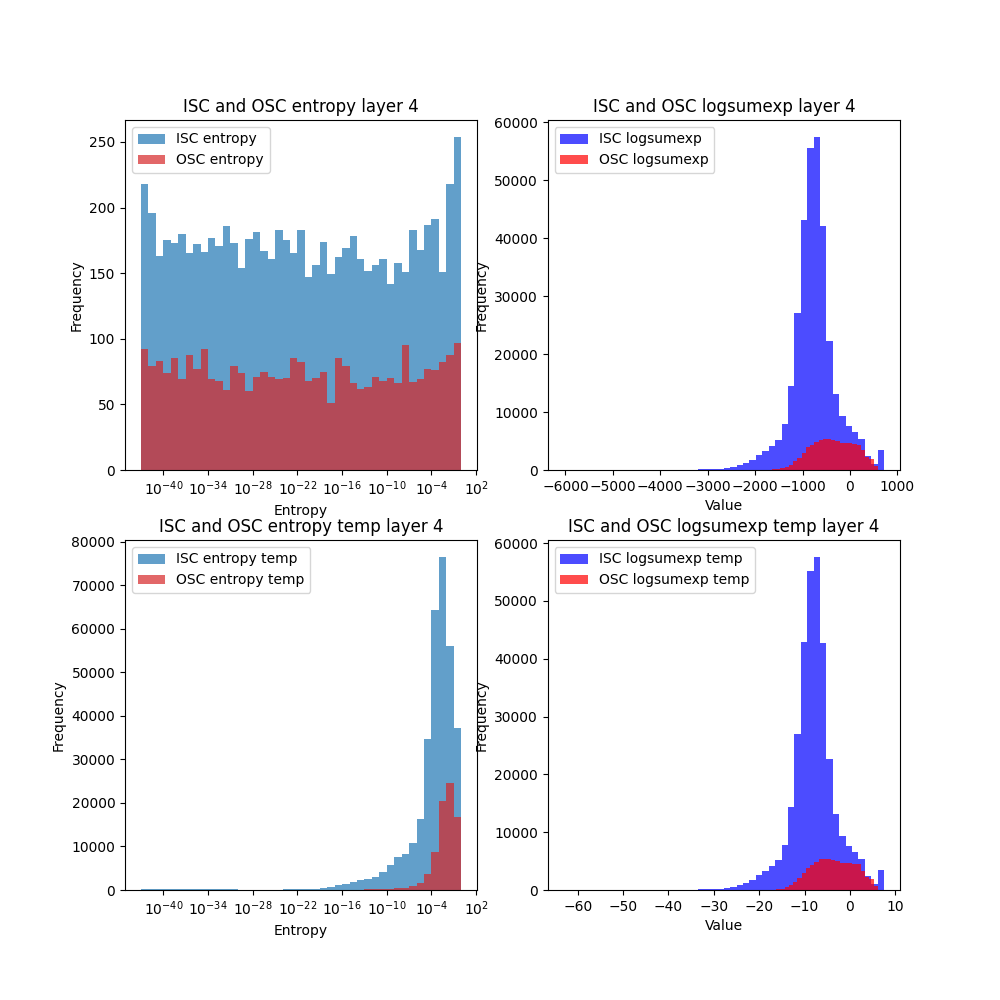 ISC and OSC entropy layer 4
ISC entropy
OSC entropy
250
200
150
100
50
0
Frequency
10^-40 10^-34 10^-28 10^-22 10^-16 10^-10 10^-4 10^2
Entropy
ISC and OSC logsumexp layer 4
ISC logsumexp
OSC logsumexp
60000
50000
40000
30000
20000
10000
0
Frequency
−6000 −5000 −4000 −3000 −2000 −1000 0 1000
Value
ISC and OSC entropy temp layer 4
ISC entropy temp
OSC entropy temp
80000
70000
60000
50000
40000
30000
20000
10000
0
Frequency
10^-40 10^-34 10^-28 10^-22 10^-16 10^-10 10^-4 10^2
Entropy
ISC and OSC logsumexp temp layer 4
ISC logsumexp temp
OSC logsumexp temp
60000
50000
40000
30000
20000
10000
0
Frequency
−60 −50 −40 −30 −20 −10 0 10
Value